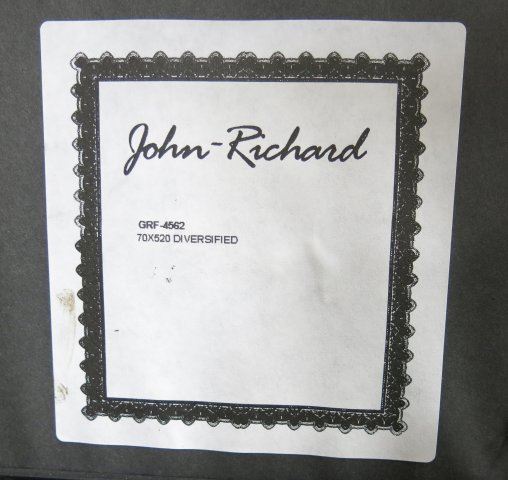 John-Richard
GRF-4562
70X520 DIVERSIFIED